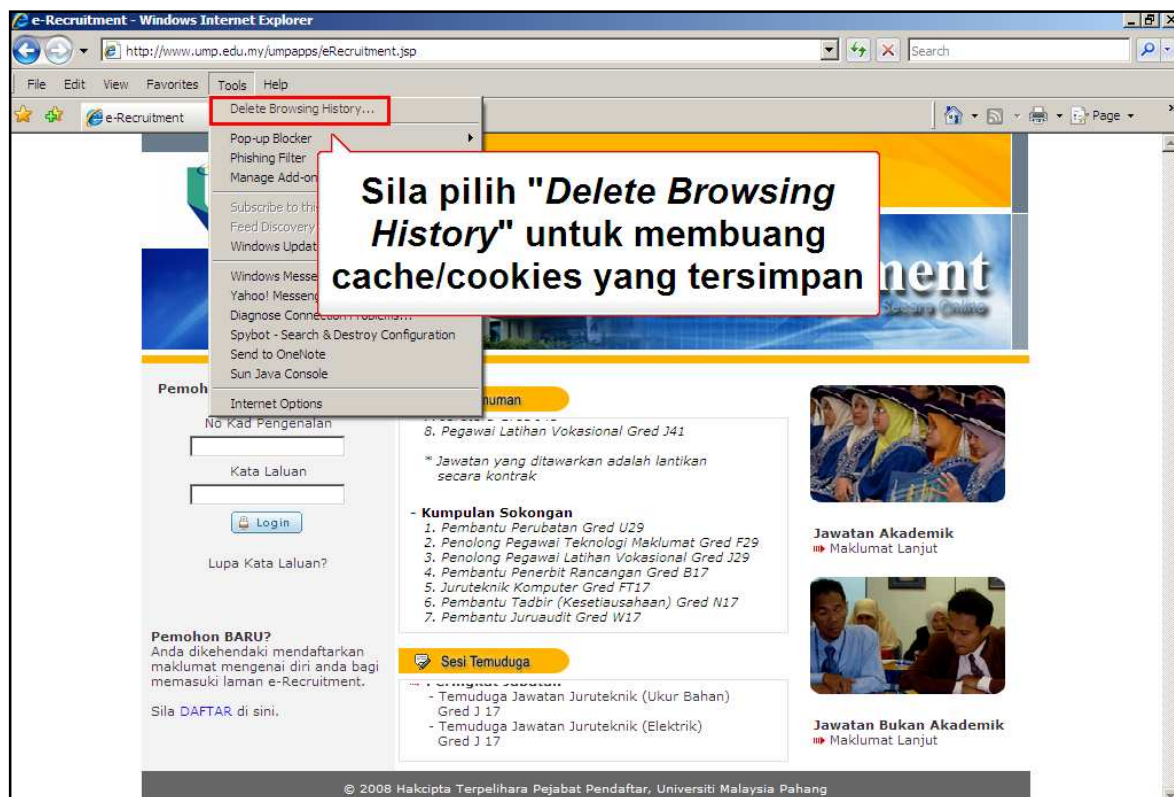 e-Recruitment - Windows Internet Explorer
http://www.ump.edu.my/umpapps/eRecruitment.jsp
Search
File Edit View Favorites Tools Help
e-Recruitment
Page
Delete Browsing History...
Pop-up Blocker
Phishing Filter
Manage Add-on
Subscribe to thi
Feed Discovery
Windows Updat
Windows Messe
Yahoo! Messeng
Diagnose Connection Problems...
Spybot - Search & Destroy Configuration
Send to OneNote
Sun Java Console
Internet Options
Sila pilih "Delete Browsing
History" untuk membuang
cache/cookies yang tersimpan
ment
Secara Online
Pemoh
No Kad Pengenalan
Kata Laluan
Login
Lupa Kata Laluan?
Pemohon BARU?
Anda dikehendaki mendaftarkan
maklumat mengenai diri anda bagi
memasuki laman e-Recruitment.
Sila DAFTAR di sini.
numan
8. Pegawai Latihan Vokasional Gred J41
* Jawatan yang ditawarkan adalah lantikan
secara kontrak
- Kumpulan Sokongan
1. Pembantu Perubatan Gred U29
2. Penolong Pegawai Teknologi Maklumat Gred F29
3. Penolong Pegawai Latihan Vokasional Gred J29
4. Pembantu Penerbit Rancangan Gred B17
5. Juruteknik Komputer Gred FT17
6. Pembantu Tadbir (Kesetiausahaan) Gred N17
7. Pembantu Juruaudit Gred W17
Sesi Temuduga
- Temuduga Jawatan Juruteknik (Ukur Bahan)
Gred J 17
- Temuduga Jawatan Juruteknik (Elektrik)
Gred J 17
Jawatan Akademik
Maklumat Lanjut
Jawatan Bukan Akademik
Maklumat Lanjut
© 2008 Hakcipta Terpelihara Pejabat Pendaftar, Universiti Malaysia Pahang